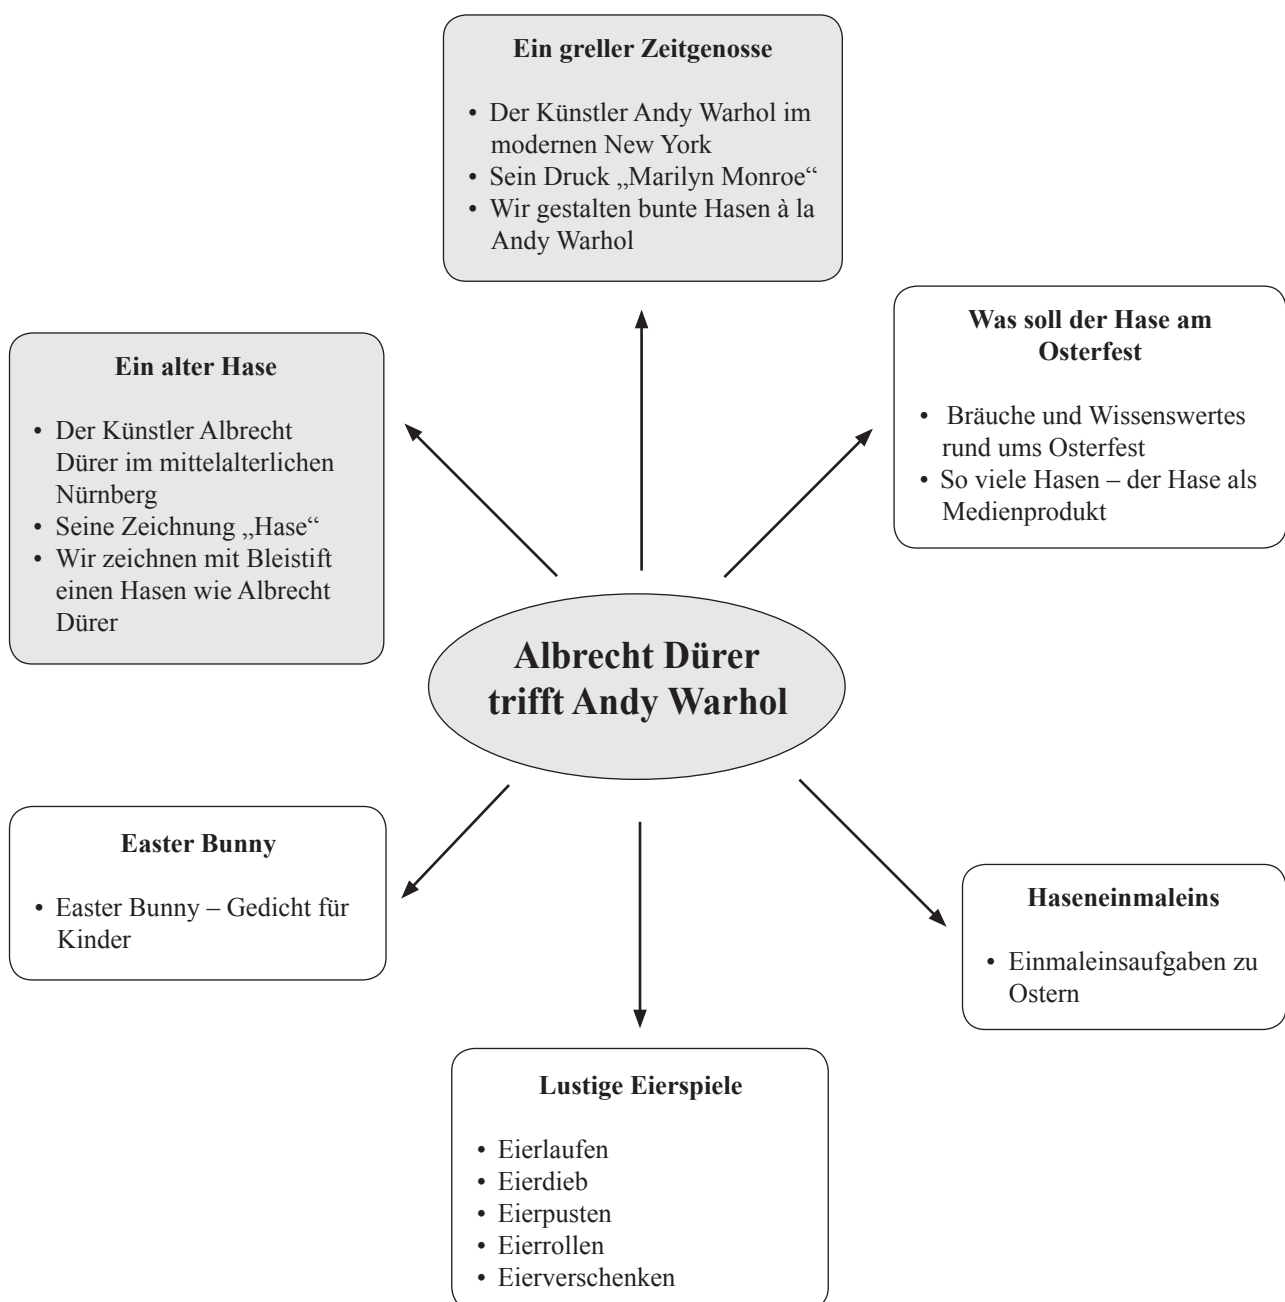 Ein greller Zeitgenosse
• Der Künstler Andy Warhol im
modernen New York
• Sein Druck „Marilyn Monroe“
• Wir gestalten bunte Hasen à la
Andy Warhol
Was soll der Hase am
Osterfest
• Bräuche und Wissenswertes
rund ums Osterfest
• So viele Hasen – der Hase als
Medienprodukt
Ein alter Hase
• Der Künstler Albrecht
Dürer im mittelalterlichen
Nürnberg
• Seine Zeichnung „Hase“
• Wir zeichnen mit Bleistift
einen Hasen wie Albrecht
Dürer
Albrecht Dürer
trifft Andy Warhol
Easter Bunny
• Easter Bunny – Gedicht für
Kinder
Haseneinmaleins
• Einmaleinsaufgaben zu
Ostern
Lustige Eierspiele
• Eierlaufen
• Eierdieb
• Eierpusten
• Eierrollen
• Eierverschenken